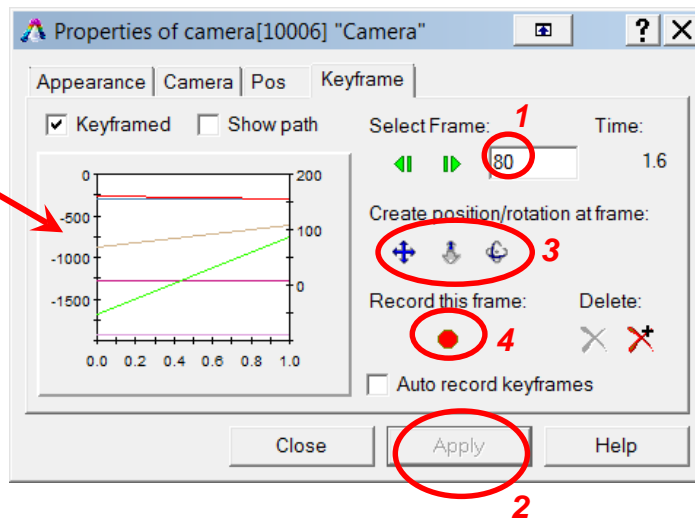 Properties of camera[10006] "Camera"
? X
Appearance Camera Pos Keyframe
Keyframed Show path Select Frame: 1 Time:
80 1.6
0 200
-500 100
-1000 0
-1500
0.0 0.2 0.4 0.6 0.8 1.0
Create position/rotation at frame:
3
Record this frame: Delete:
4
Auto record keyframes
Close Apply Help
2